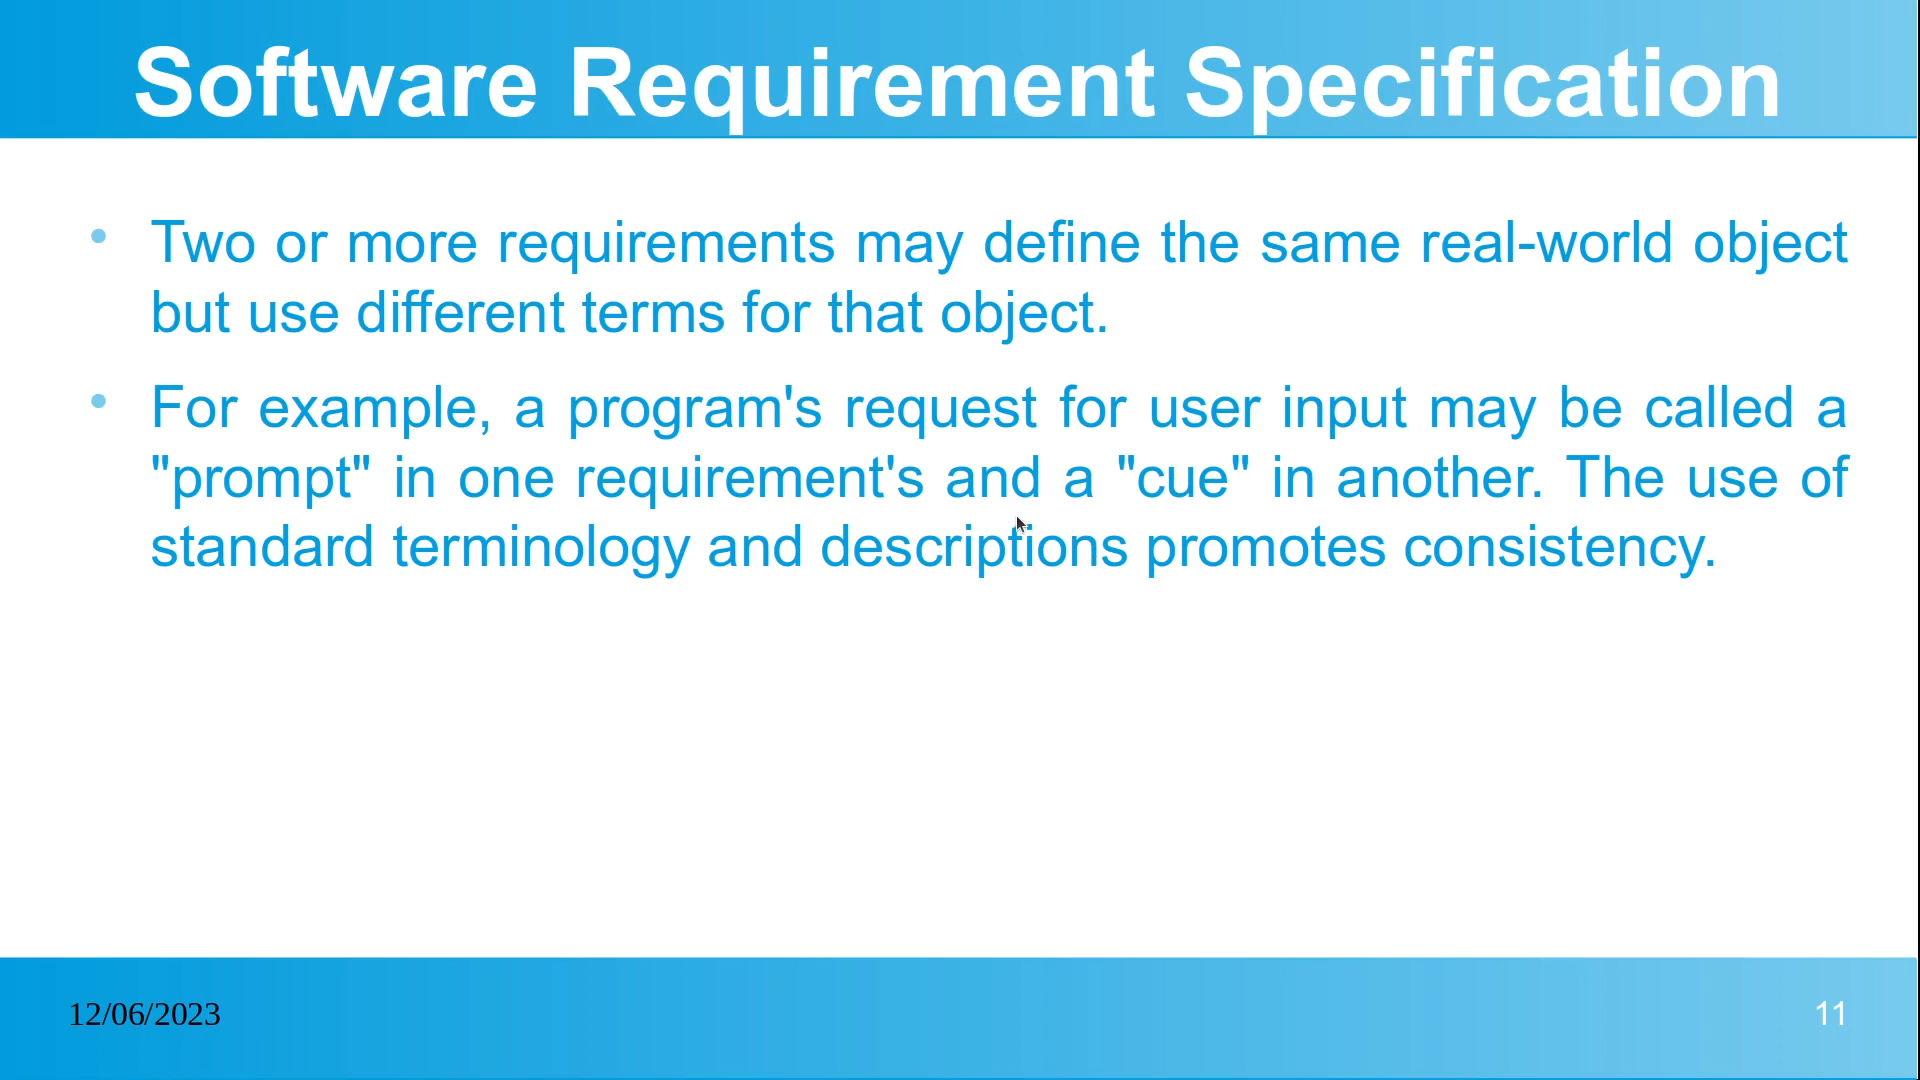 Software Requirement Specification
• Two or more requirements may define the same real-world object
but use different terms for that object.
• For example, a program's request for user input may be called a
"prompt" in one requirement's and a "cue" in another. The use of
standard terminology and descriptions promotes consistency.
12/06/2023
11